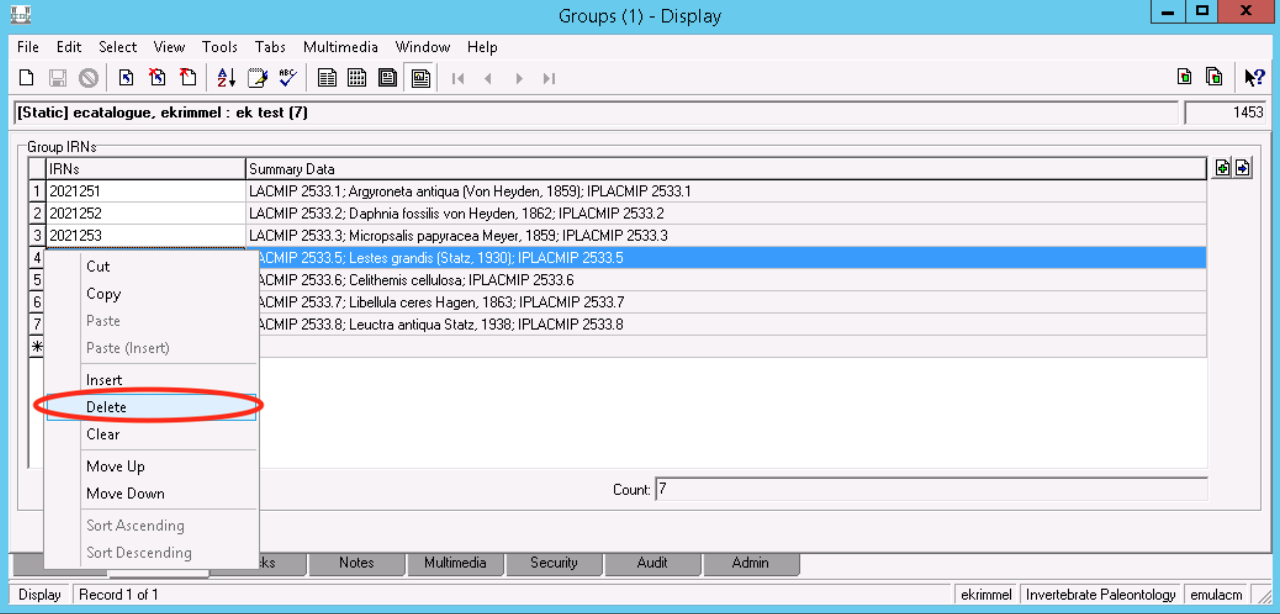 Groups (1) - Display
File Edit Select View Tools Tabs Multimedia Window Help
[Static] ecatalogue, ekrimmel : ek test (7) 1453
Group IRNs
IRNs Summary Data
1 2021251 LACMIP 2533.1; Argyroneta antiqua (Von Heyden, 1859); IPLACMIP 2533.1
2 2021252 LACMIP 2533.2; Daphnia fossilis von Heyden, 1862; IPLACMIP 2533.2
3 2021253 LACMIP 2533.3; Micropsalis papyracea Meyer, 1859; IPLACMIP 2533.3
4 ACMIP 2533.5; Lestes grandis (Statz, 1930); IPLACMIP 2533.5
5 ACMIP 2533.6; Celithemis cellulosa; IPLACMIP 2533.6
6 ACMIP 2533.7; Libellula ceres Hagen, 1863; IPLACMIP 2533.7
7 ACMIP 2533.8; Leuctra antiqua Statz, 1938; IPLACMIP 2533.8
Cut
Copy
Paste
Paste (Insert)
Insert
Delete
Clear
Move Up
Move Down
Sort Ascending
Sort Descending
Count: 7
ks Notes Multimedia Security Audit Admin
Display Record 1 of 1 ekrimmel Invertebrate Paleontology emulacm